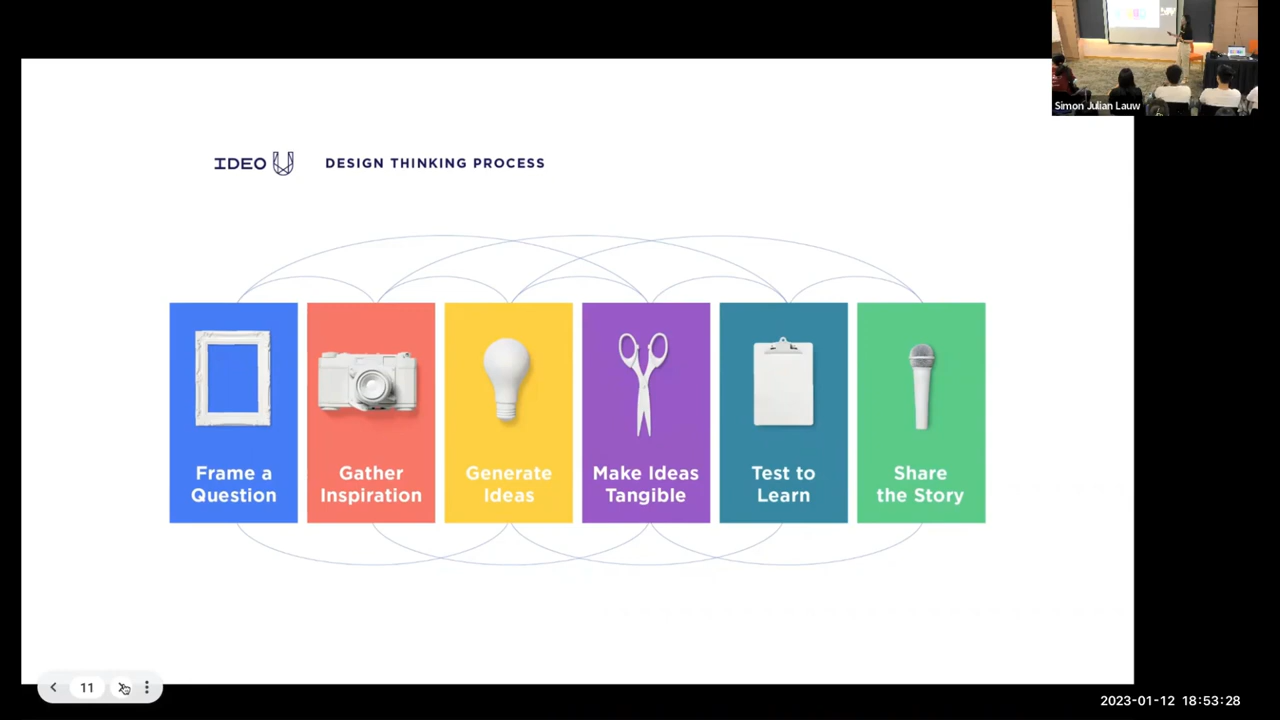 Simon Julian Lauw
IDEO U DESIGN THINKING PROCESS
Frame a
Question
Gather
Inspiration
Generate
Ideas
Make Ideas
Tangible
Test to
Learn
Share
the Story
11
2023-01-12 18:53:28